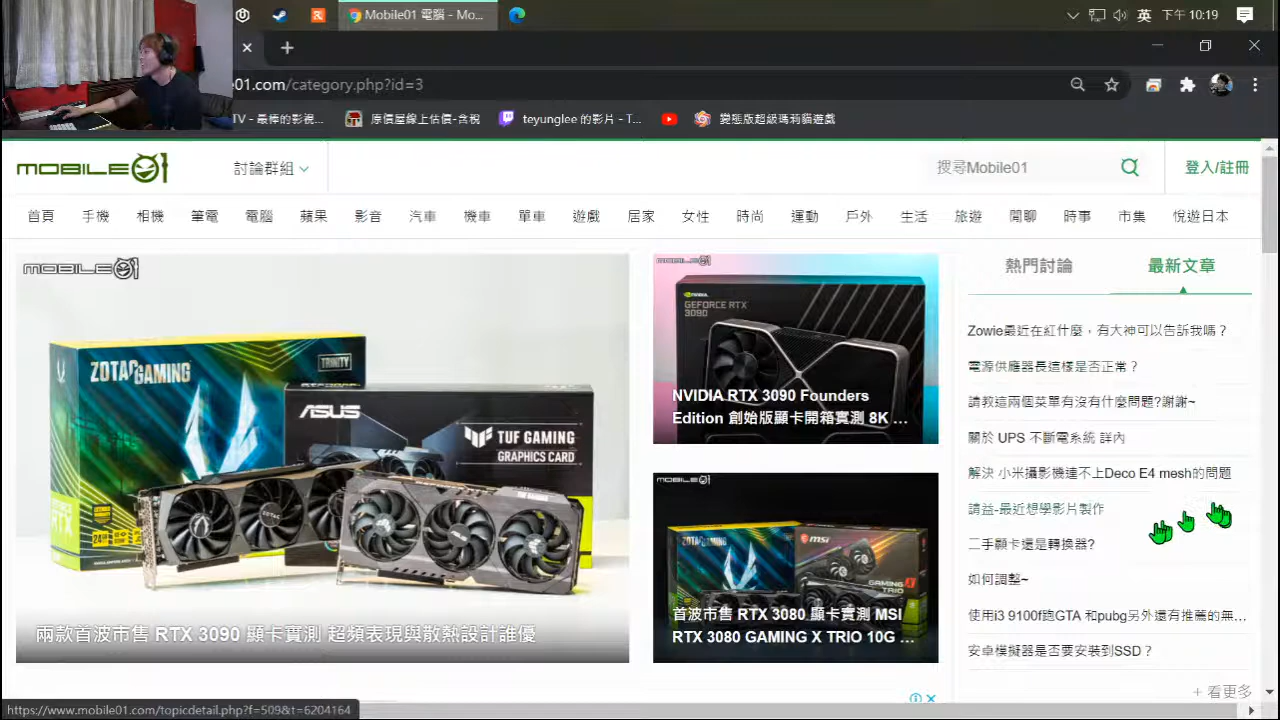 Mobile01 電腦 - Mo...
英
下午 10:19
01.com/category.php?id=3
TV - 最棒的影視...
原價屋線上估價-含稅
teyunglee 的影片 - T...
變態版超級瑪莉貓遊戲
MOBILE01
討論群組
搜尋Mobile01
登入/註冊
首頁
手機
相機
筆電
電腦
蘋果
影音
汽車
機車
單車
遊戲
居家
女性
時尚
運動
戶外
生活
旅遊
閒聊
時事
市集
悅遊日本
MOBILE01
ZOTAC GAMING
TRINITY
ASUS
TUF GAMING
GRAPHICS CARD
兩款首波市售 RTX 3090 顯卡實測 超頻表現與散熱設計誰優
MOBILE01
NVIDIA
GEFORCE RTX
3090
NVIDIA RTX 3090 Founders
Edition 創始版顯卡開箱實測 8K ...
MOBILE01
ZOTAC GAMING
msi
GAMING X
TRIO
首波市售 RTX 3080 顯卡實測 MSI
RTX 3080 GAMING X TRIO 10G ...
熱門討論
最新文章
Zowie最近在紅什麼，有大神可以告訴我嗎？
電源供應器長這樣是否正常？
請教這兩個菜單有沒有什麼問題?謝謝~
關於 UPS 不斷電系統 詳內
解決 小米攝影機連不上Deco E4 mesh的問題
請益-最近想學影片製作
二手顯卡還是轉換器?
如何調整~
使用i3 9100f跑GTA 和pubg另外還有推薦的無...
安卓模擬器是否要安裝到SSD？
+ 看更多
https://www.mobile01.com/topicdetail.php?f=509&t=6204164